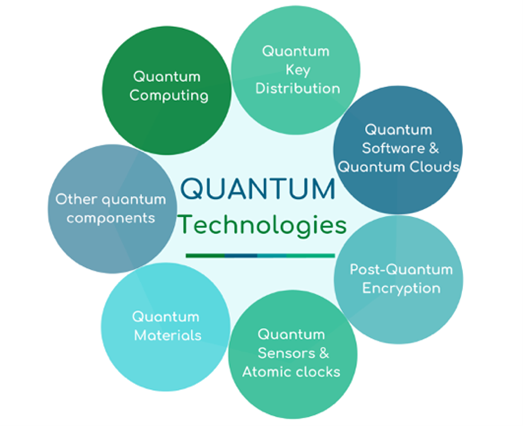 Quantum
Key
Distribution
Quantum
Computing
Quantum
Software &
Quantum Clouds
QUANTUM
Technologies
Other quantum
components
Post-Quantum
Encryption
Quantum
Materials
Quantum
Sensors &
Atomic clocks